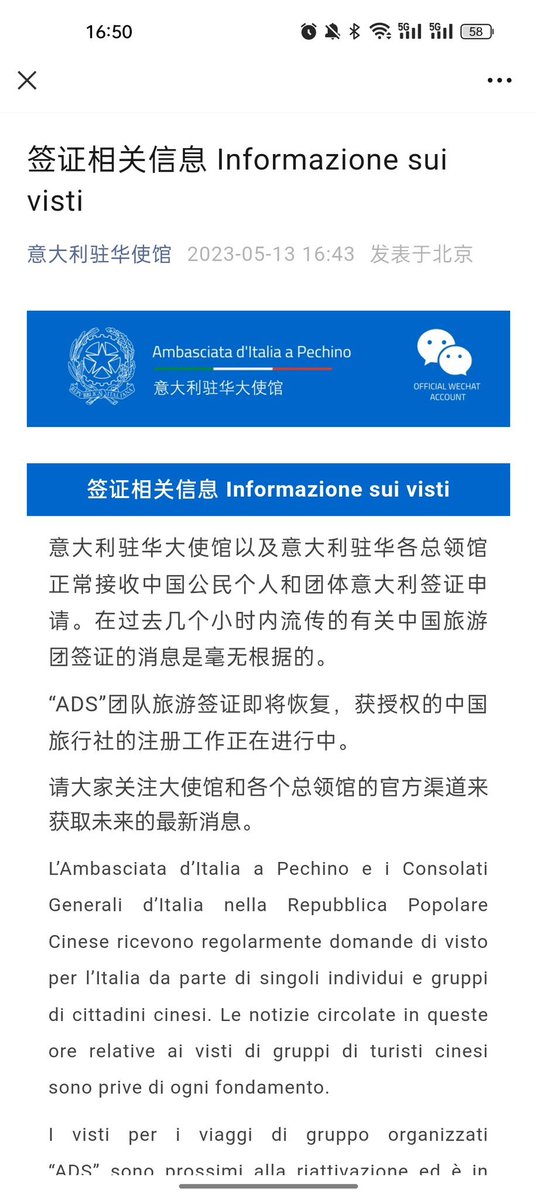 16:50
5G 5G 58
签证相关信息 Informazione sui
visti
意大利驻华使馆 2023-05-13 16:43 发表于北京
REPVBBLICA ITALIANA
Ambasciata d'Italia a Pechino
意大利驻华大使馆
OFFICIAL WECHAT
ACCOUNT
签证相关信息 Informazione sui visti
意大利驻华大使馆以及意大利驻华各总领馆
正常接收中国公民个人和团体意大利签证申
请。在过去几个小时内流传的有关中国旅游
团签证的消息是毫无根据的。
“ADS”团队旅游签证即将恢复，获授权的中国
旅行社的注册工作正在进行中。
请大家关注大使馆和各个总领馆的官方渠道来
获取未来的最新消息。
L’Ambasciata d’Italia a Pechino e i Consolati
Generali d’Italia nella Repubblica Popolare
Cinese ricevono regolarmente domande di visto
per l’Italia da parte di singoli individui e gruppi
di cittadini cinesi. Le notizie circolate in queste
ore relative ai visti di gruppi di turisti cinesi
sono prive di ogni fondamento.
I visti per i viaggi di gruppo organizzati
“ADS” sono prossimi alla riattivazione ed è in